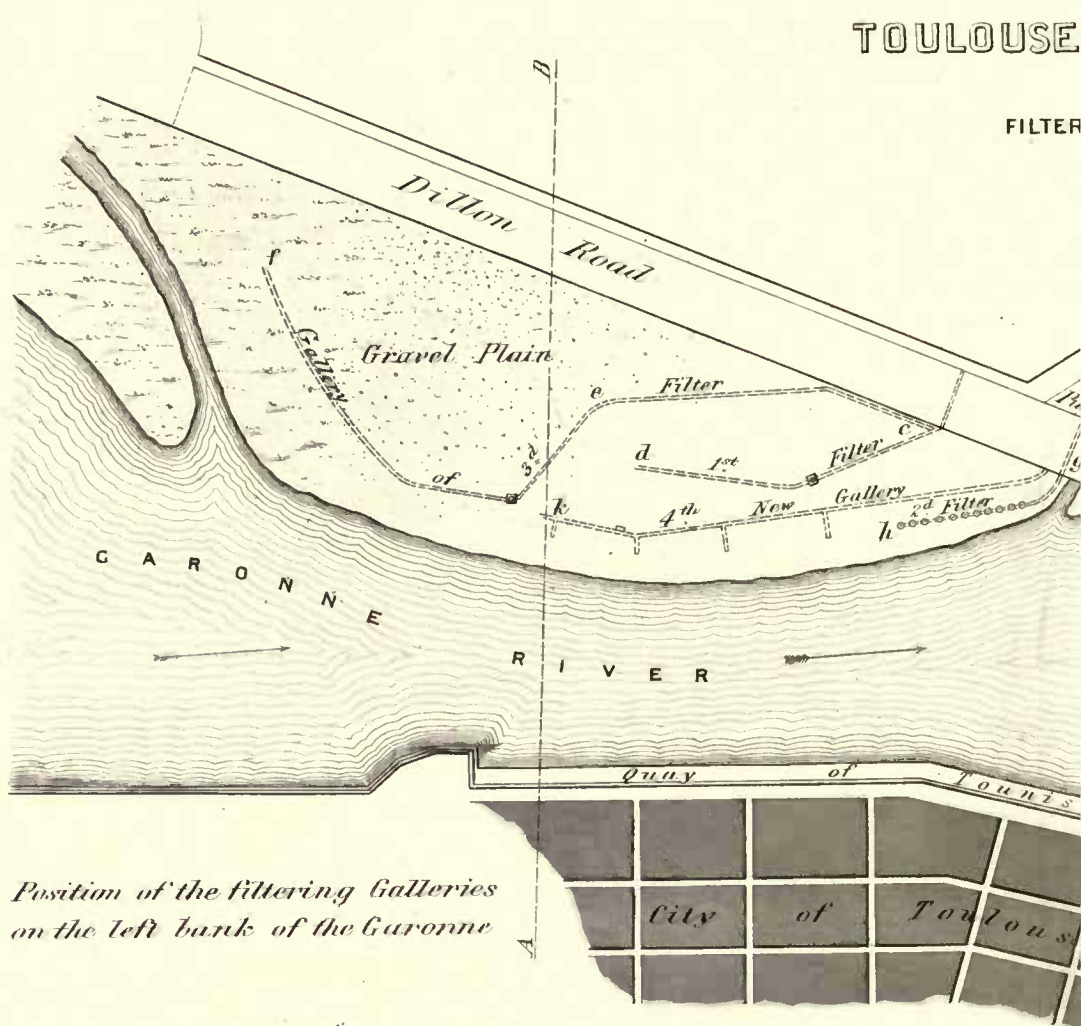 TOULOUSE
FILTER
B
Dillon Road
f
Gallery of 3d Filter
Gravel Plain
e
c
d
1st Filter
g
k
4th New Gallery
h
2d Filter
GARONNE
RIVER
Quay of Tounis
Position of the filtering Galleries
on the left bank of the Garonne
City of Toulous
A